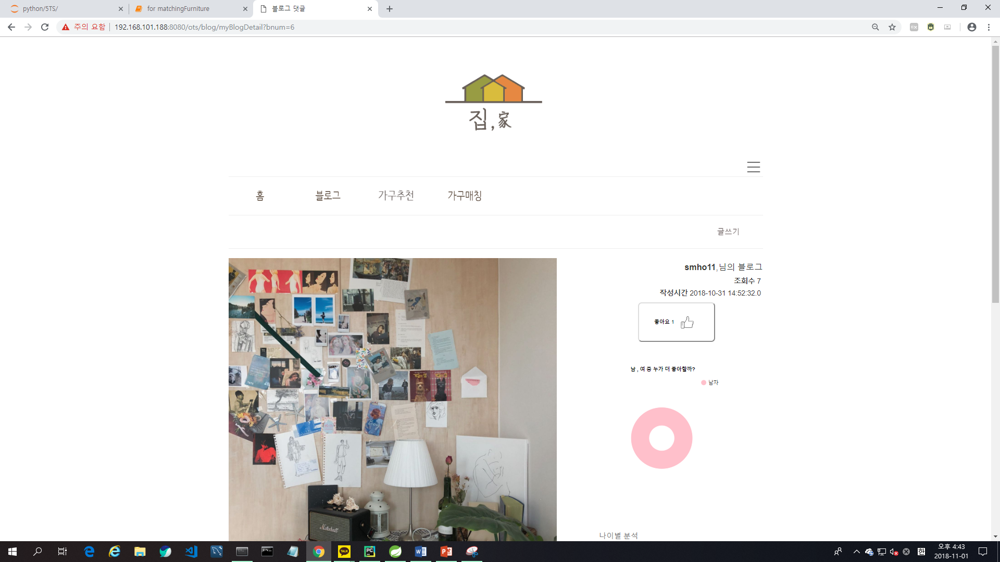 python/5TS/
for matchingFurniture
블로그 댓글
주의 요함
192.168.101.188:8080/ots/blog/myBlogDetail?bnum=6
집,家
홈
블로그
가구추천
가구매칭
글쓰기
smho11,님의 블로그
조회수 7
작성시간 2018-10-31 14:52:32.0
좋아요 1
남 , 여 중 누가 더 좋아할까?
남자
Marshall
나이별 분석
TALK
PC
한
오후 4:43
2018-11-01